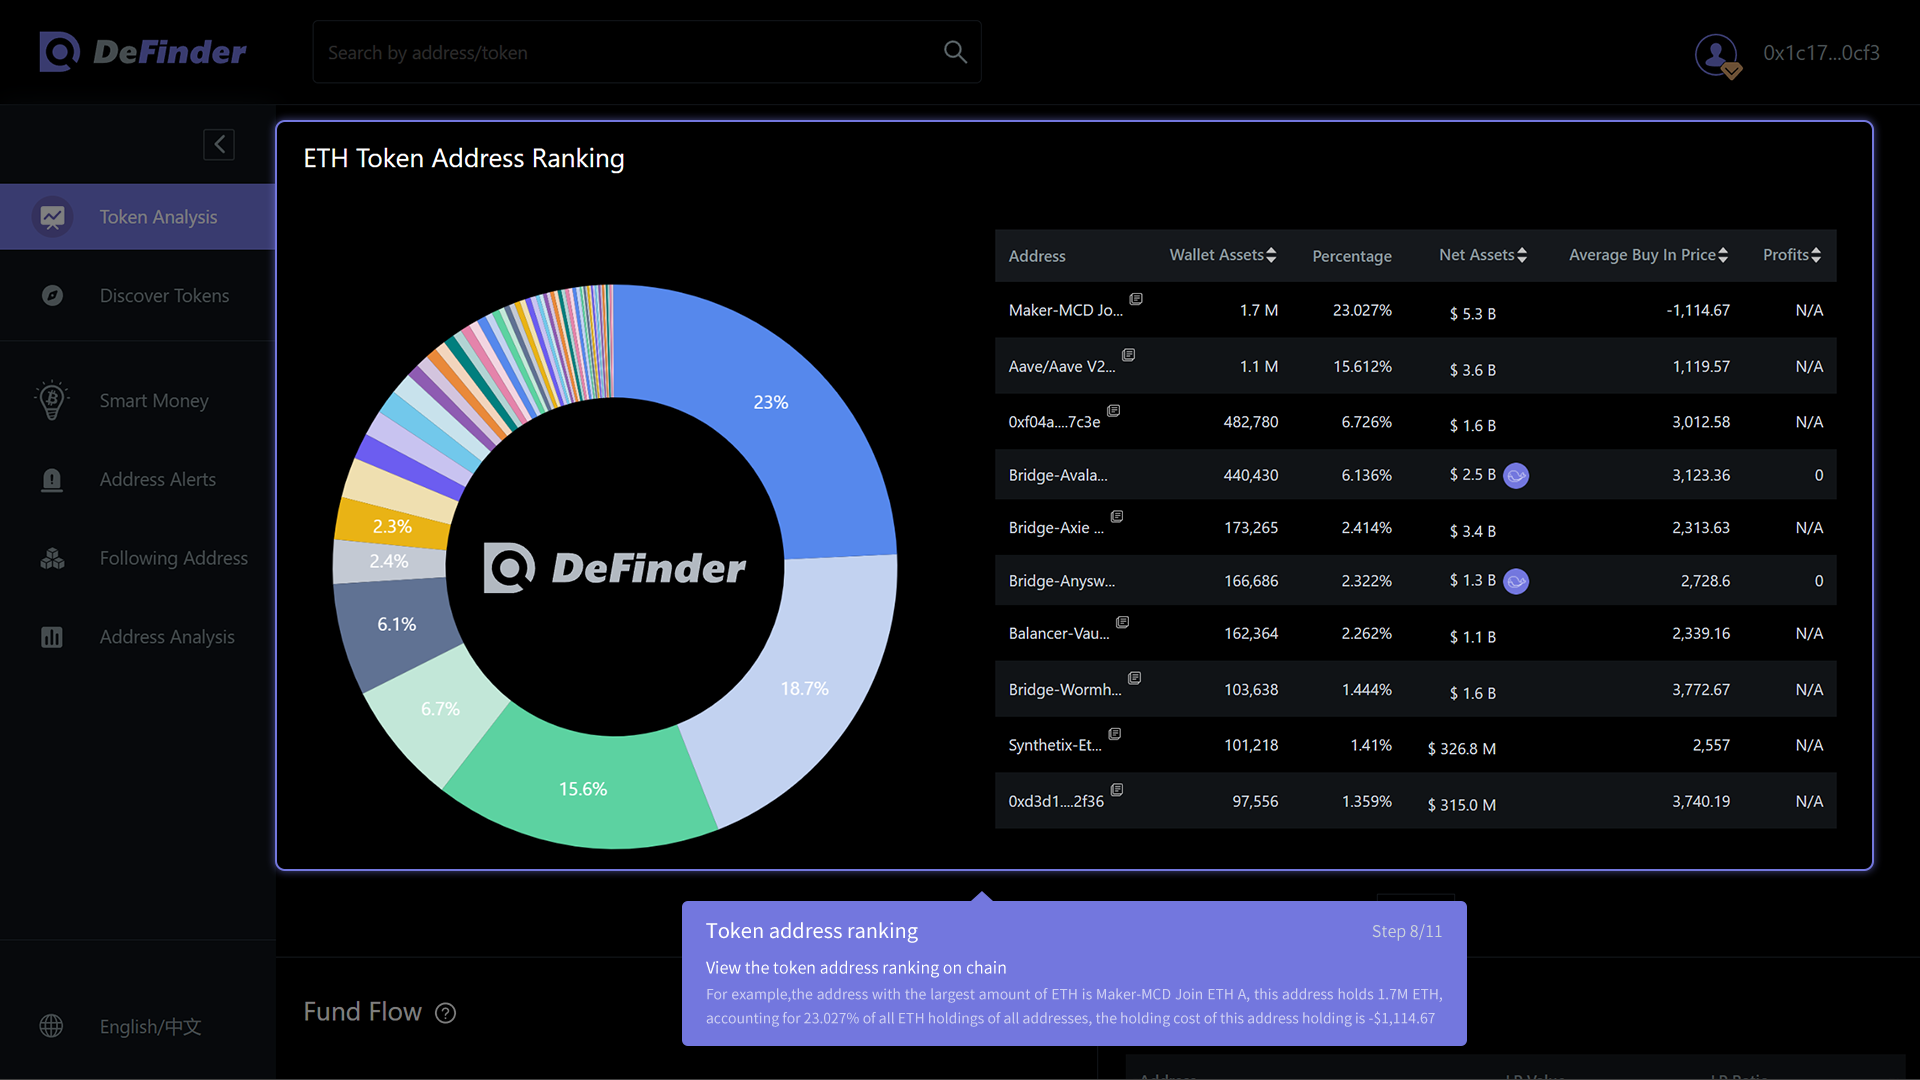 DeFinder
Search by address/token
0x1c17...0cf3
Token Analysis
Discover Tokens
Smart Money
Address Alerts
Following Address
Address Analysis
English/中文
ETH Token Address Ranking
23%
18.7%
15.6%
6.7%
6.1%
2.4%
2.3%
DeFinder
Address Wallet Assets Percentage Net Assets Average Buy In Price Profits
Maker-MCD Jo... 1.7 M 23.027% $ 5.3 B -1,114.67 N/A
Aave/Aave V2... 1.1 M 15.612% $ 3.6 B 1,119.57 N/A
0xf04a....7c3e 482,780 6.726% $ 1.6 B 3,012.58 N/A
Bridge-Avala... 440,430 6.136% $ 2.5 B 3,123.36 0
Bridge-Axie ... 173,265 2.414% $ 3.4 B 2,313.63 N/A
Bridge-Anysw... 166,686 2.322% $ 1.3 B 2,728.6 0
Balancer-Vau... 162,364 2.262% $ 1.1 B 2,339.16 N/A
Bridge-Wormh... 103,638 1.444% $ 1.6 B 3,772.67 N/A
Synthetix-Et... 101,218 1.41% $ 326.8 M 2,557 N/A
0xd3d1....2f36 97,556 1.359% $ 315.0 M 3,740.19 N/A
Token address ranking Step 8/11
View the token address ranking on chain
For example,the address with the largest amount of ETH is Maker-MCD Join ETH A, this address holds 1.7M ETH,
accounting for 23.027% of all ETH holdings of all addresses, the holding cost of this address holding is -$1,114.67
Fund Flow ?